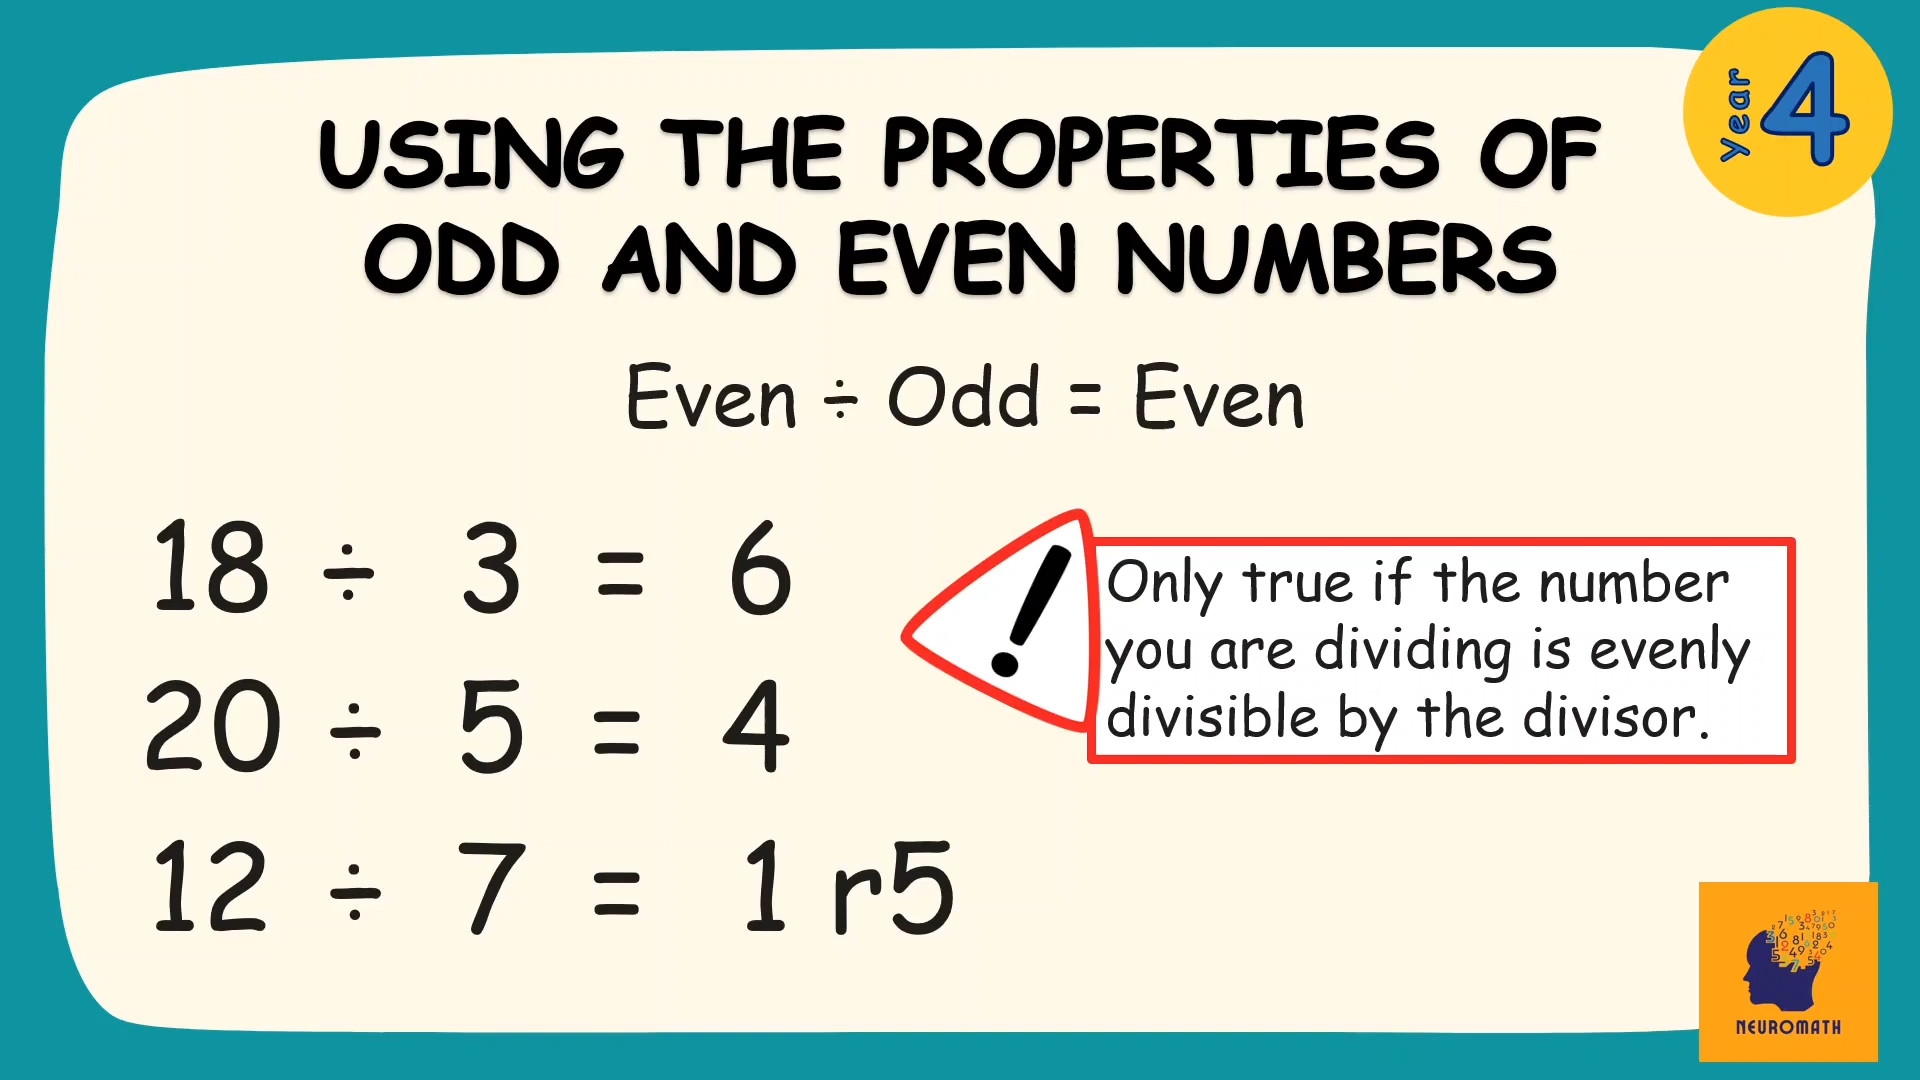 year 4
USING THE PROPERTIES OF
ODD AND EVEN NUMBERS
Even ÷ Odd = Even
18 ÷ 3 = 6
20 ÷ 5 = 4
12 ÷ 7 = 1 r5
!
Only true if the number
you are dividing is evenly
divisible by the divisor.
NEUROMATH